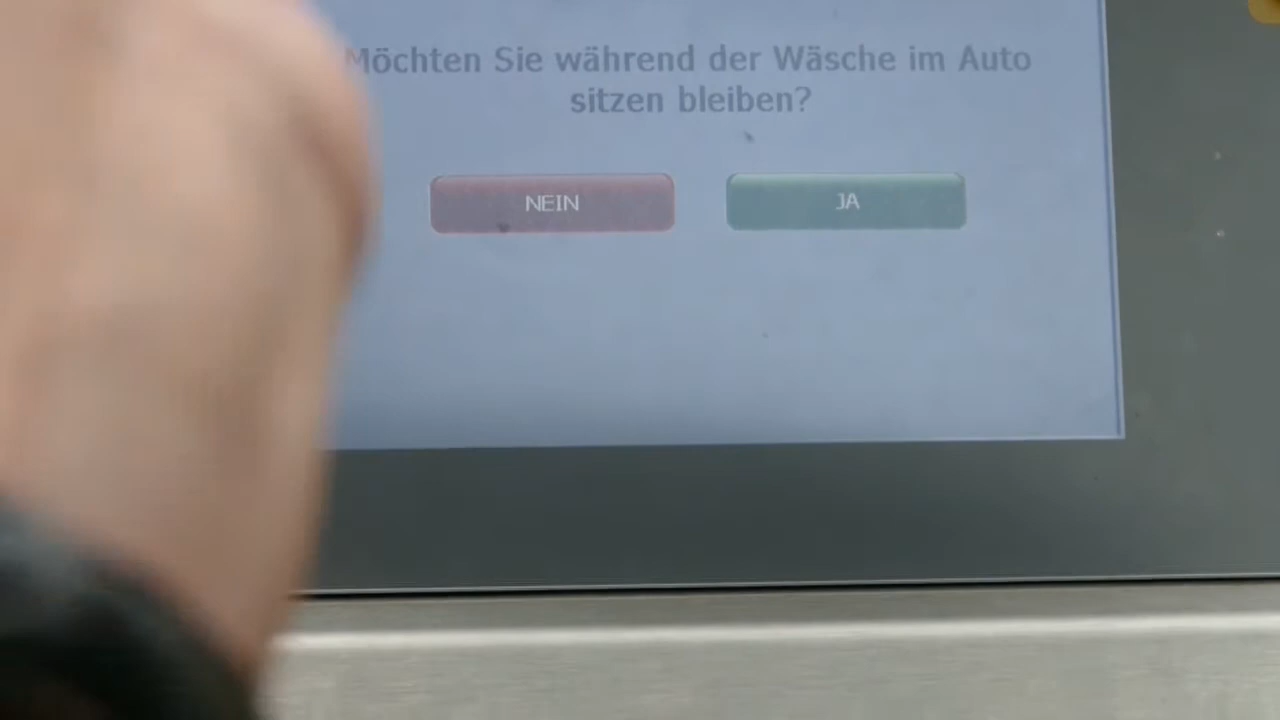 Möchten Sie während der Wäsche im Auto
sitzen bleiben?
NEIN
JA